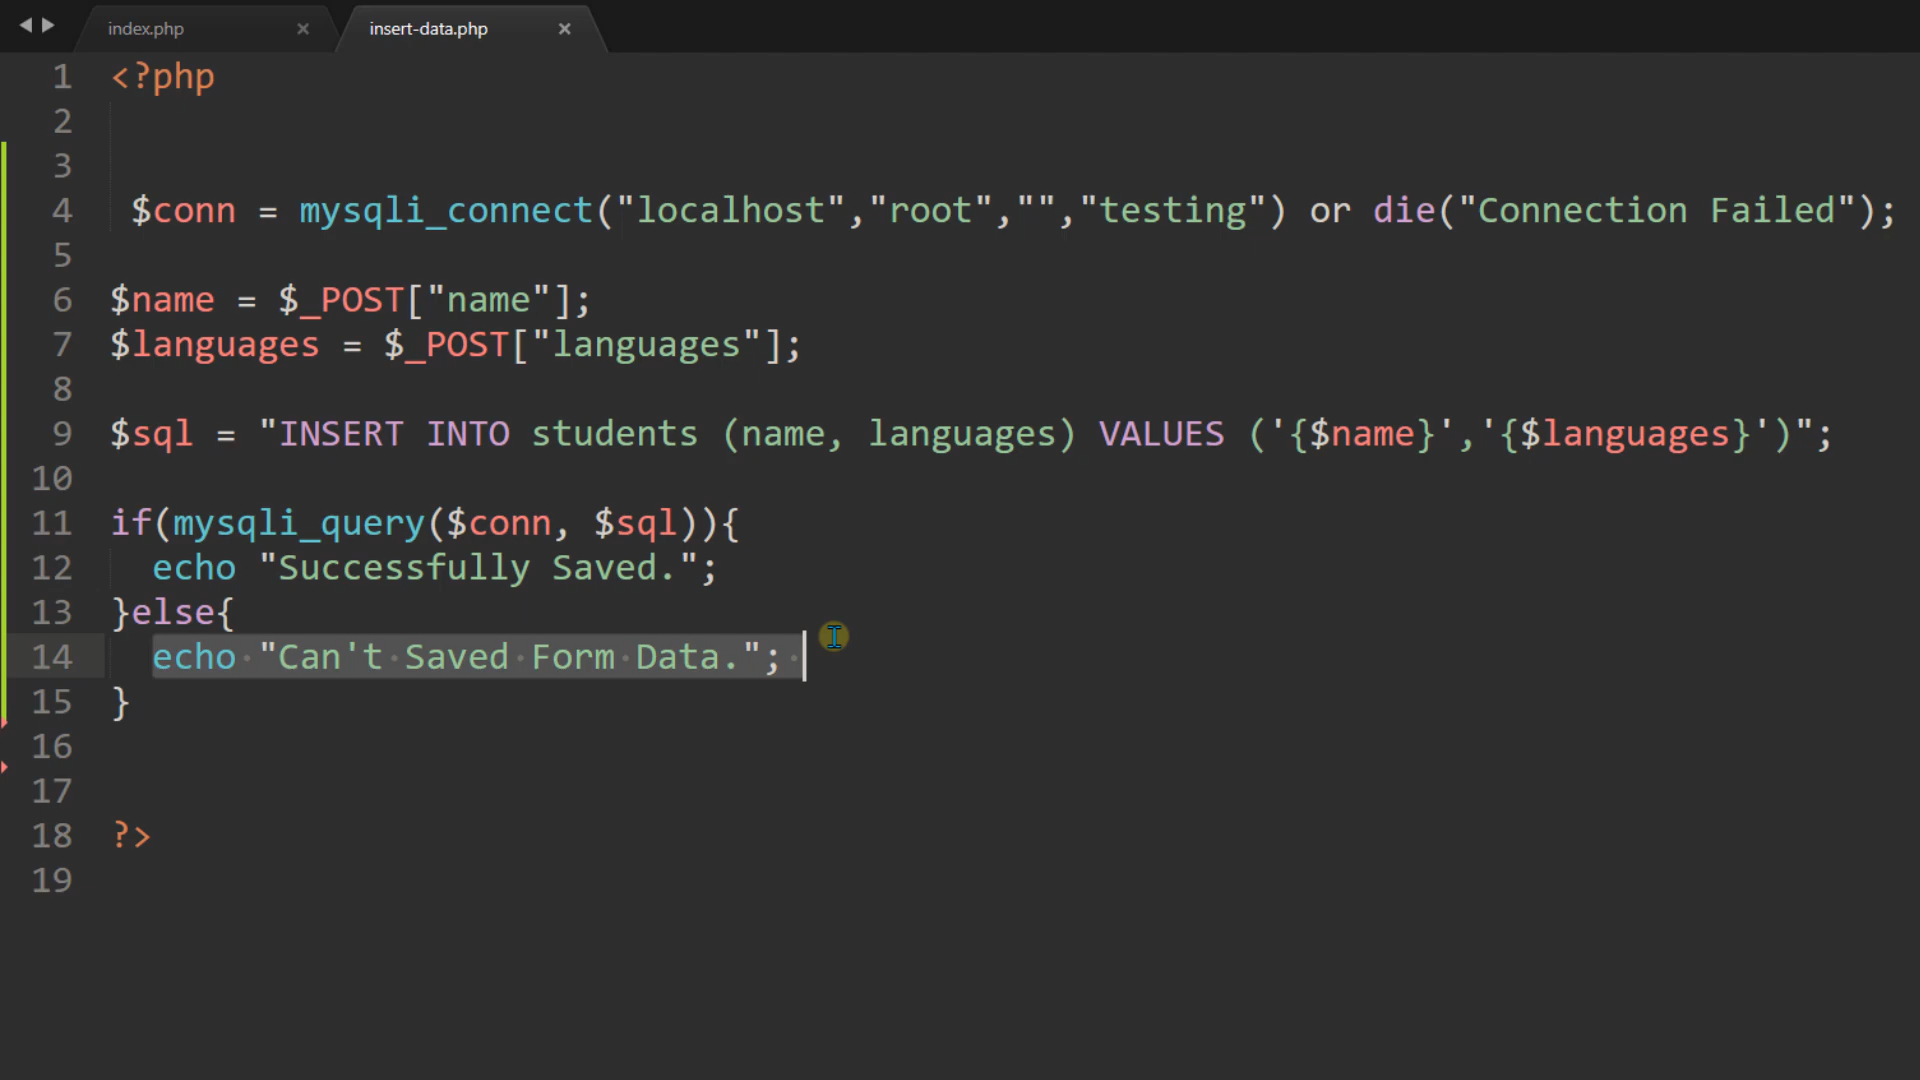 index.php × insert-data.php ×
1 <?php
2
3
4 $conn = mysqli_connect("localhost","root","","testing") or die("Connection Failed");
5
6 $name = $_POST["name"];
7 $languages = $_POST["languages"];
8
9 $sql = "INSERT INTO students (name, languages) VALUES ('{$name}','{$languages}')";
10
11 if(mysqli_query($conn, $sql)){
12 echo "Successfully Saved.";
13 }else{
14 echo "Can't Saved Form Data.";
15 }
16
17
18 ?>
19